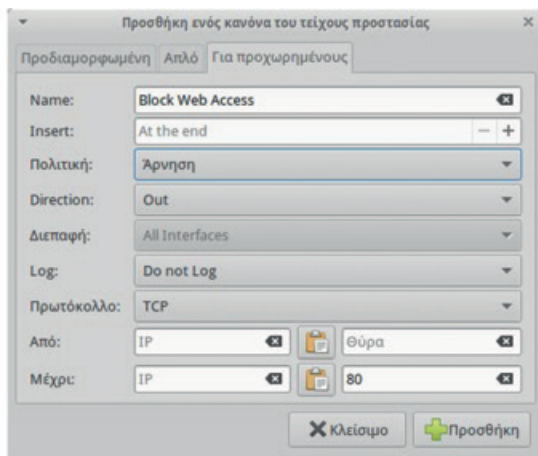 Προσθήκη ενός κανόνα του τείχους προστασίας
Προδιαμορφωμένη Απλό Για προχωρημένους
Name: Block Web Access
Insert: At the end
Πολιτική: Άρνηση
Direction: Out
Διεπαφή: All Interfaces
Log: Do not Log
Πρωτόκολλο: TCP
Από: IP Θύρα
Μέχρι: IP 80
Κλείσιμο Προσθήκη